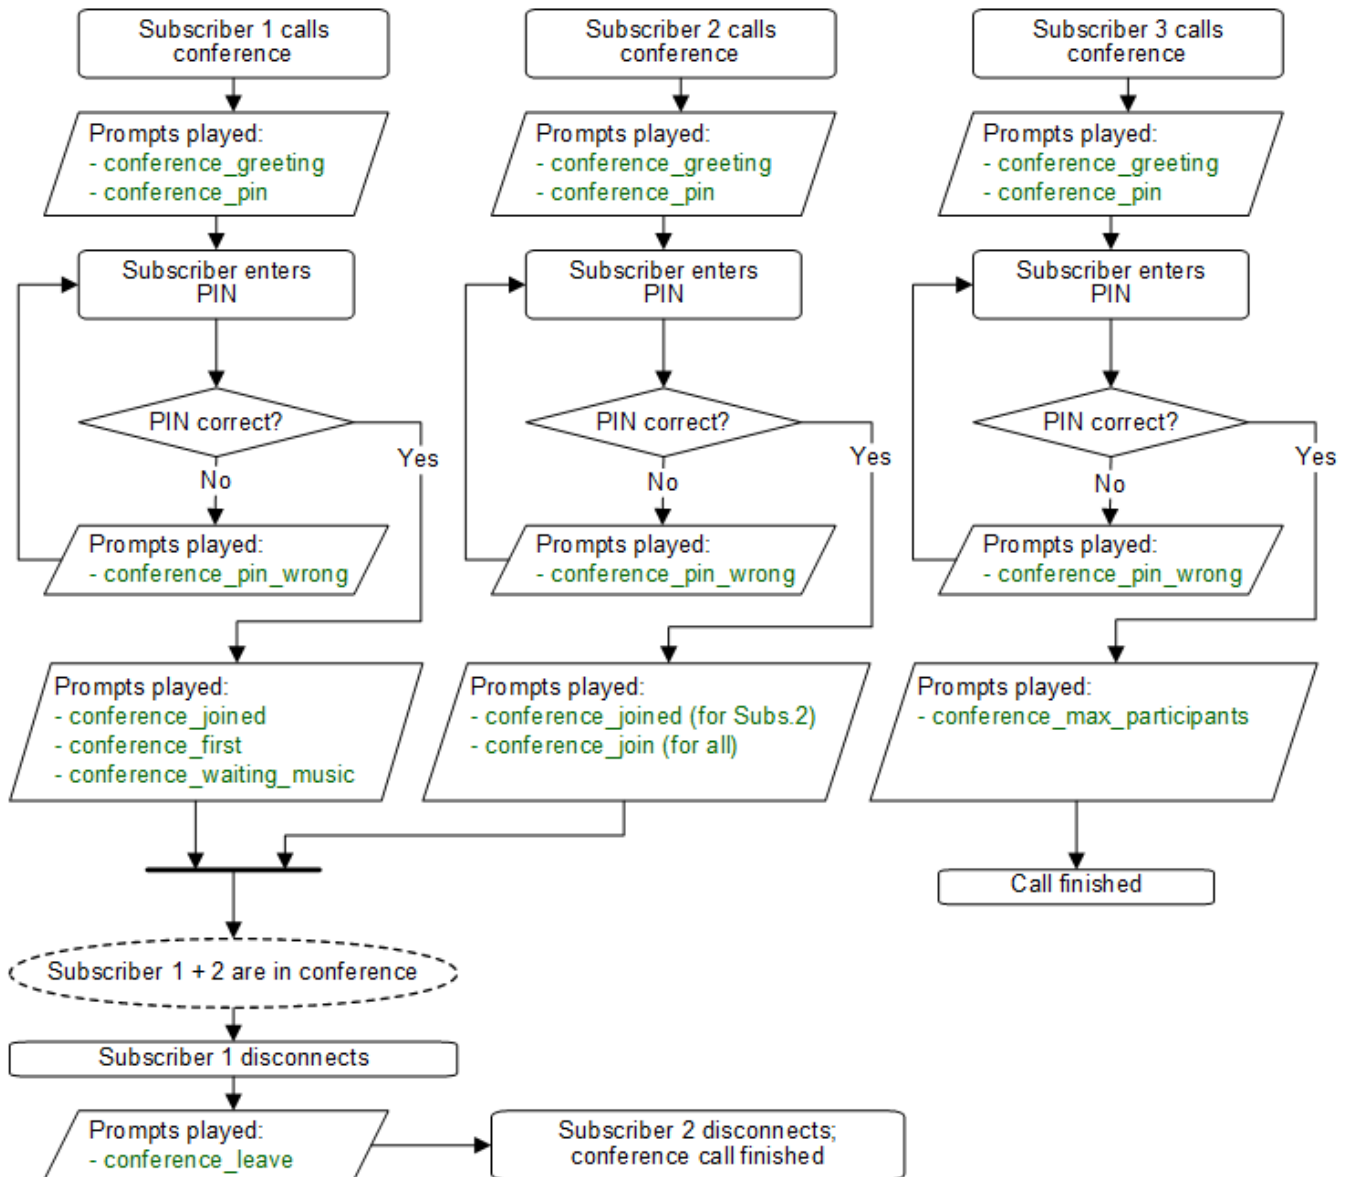 Subscriber 1 calls
conference
Prompts played:
- conference_greeting
- conference_pin
Subscriber enters
PIN
PIN correct?
Yes
No
Prompts played:
- conference_pin_wrong
Prompts played:
- conference_joined
- conference_first
- conference_waiting_music
Subscriber 2 calls
conference
Prompts played:
- conference_greeting
- conference_pin
Subscriber enters
PIN
PIN correct?
Yes
No
Prompts played:
- conference_pin_wrong
Prompts played:
- conference_joined (for Subs.2)
- conference_join (for all)
Subscriber 3 calls
conference
Prompts played:
- conference_greeting
- conference_pin
Subscriber enters
PIN
PIN correct?
Yes
No
Prompts played:
- conference_pin_wrong
Prompts played:
- conference_max_participants
Call finished
Subscriber 1 + 2 are in conference
Subscriber 1 disconnects
Prompts played:
- conference_leave
Subscriber 2 disconnects;
conference call finished